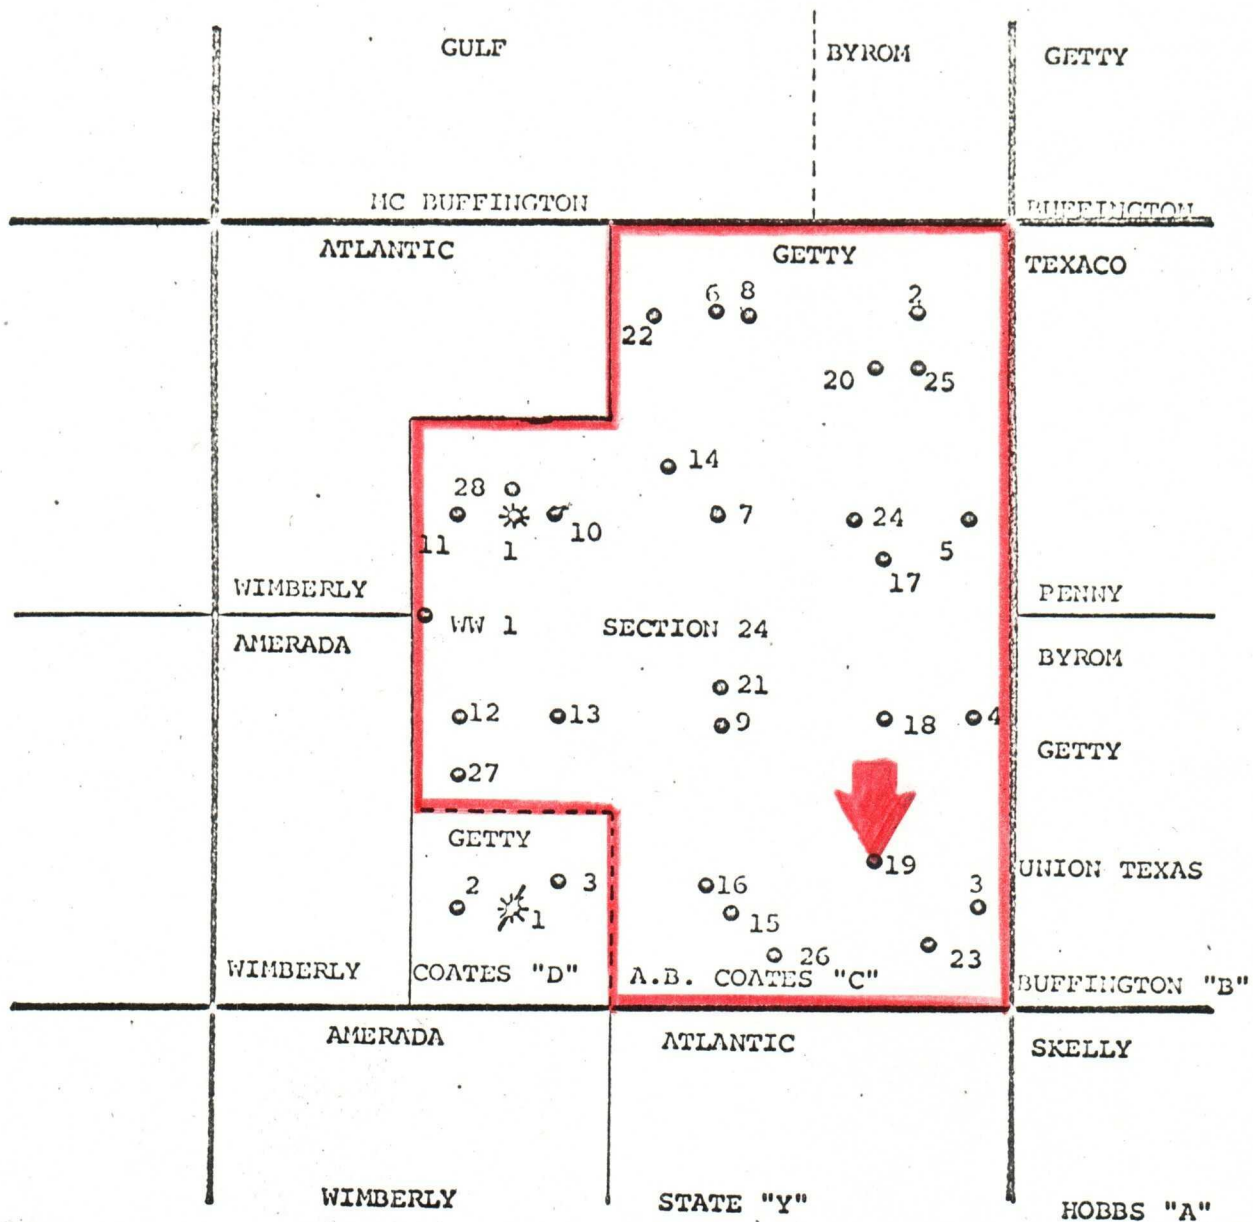 GULF
BYROM
GETTY
MC BUFFINGTON
BUFFINGTON
ATLANTIC
GETTY
TEXACO
6 8 2
22
20 25
14
28
7 24
11 1 10 5
17
WIMBERLY
PENNY
WW 1 SECTION 24
AMERADA
BYROM
21
12 13 9 18 4
GETTY
27
GETTY
19 UNION TEXAS
2 3 16 3
1 15
26 23
WIMBERLY COATES "D" A.B. COATES "C"
BUFFINGTON "B"
AMERADA ATLANTIC SKELLY
WIMBERLY STATE "Y" HOBBS "A"